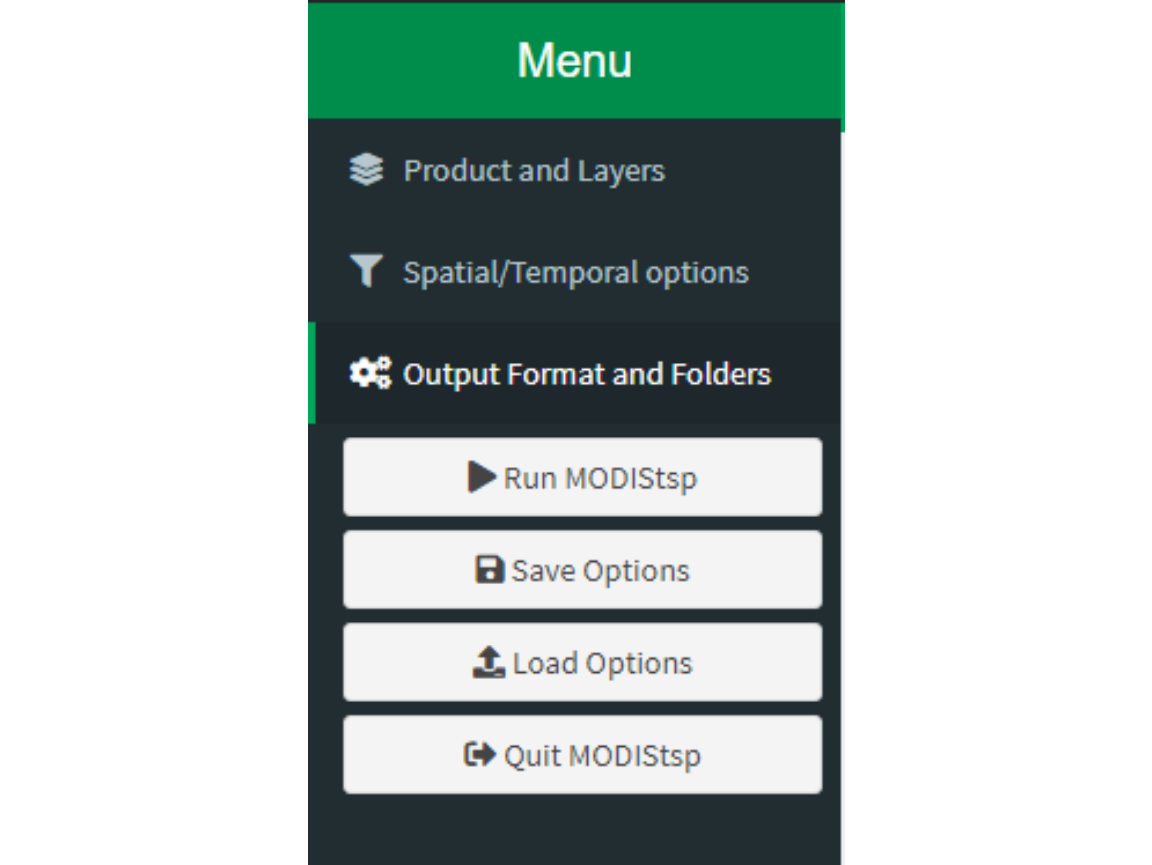 Menu
Product and Layers
Spatial/Temporal options
Output Format and Folders
Run MODIStsp
Save Options
Load Options
Quit MODIStsp